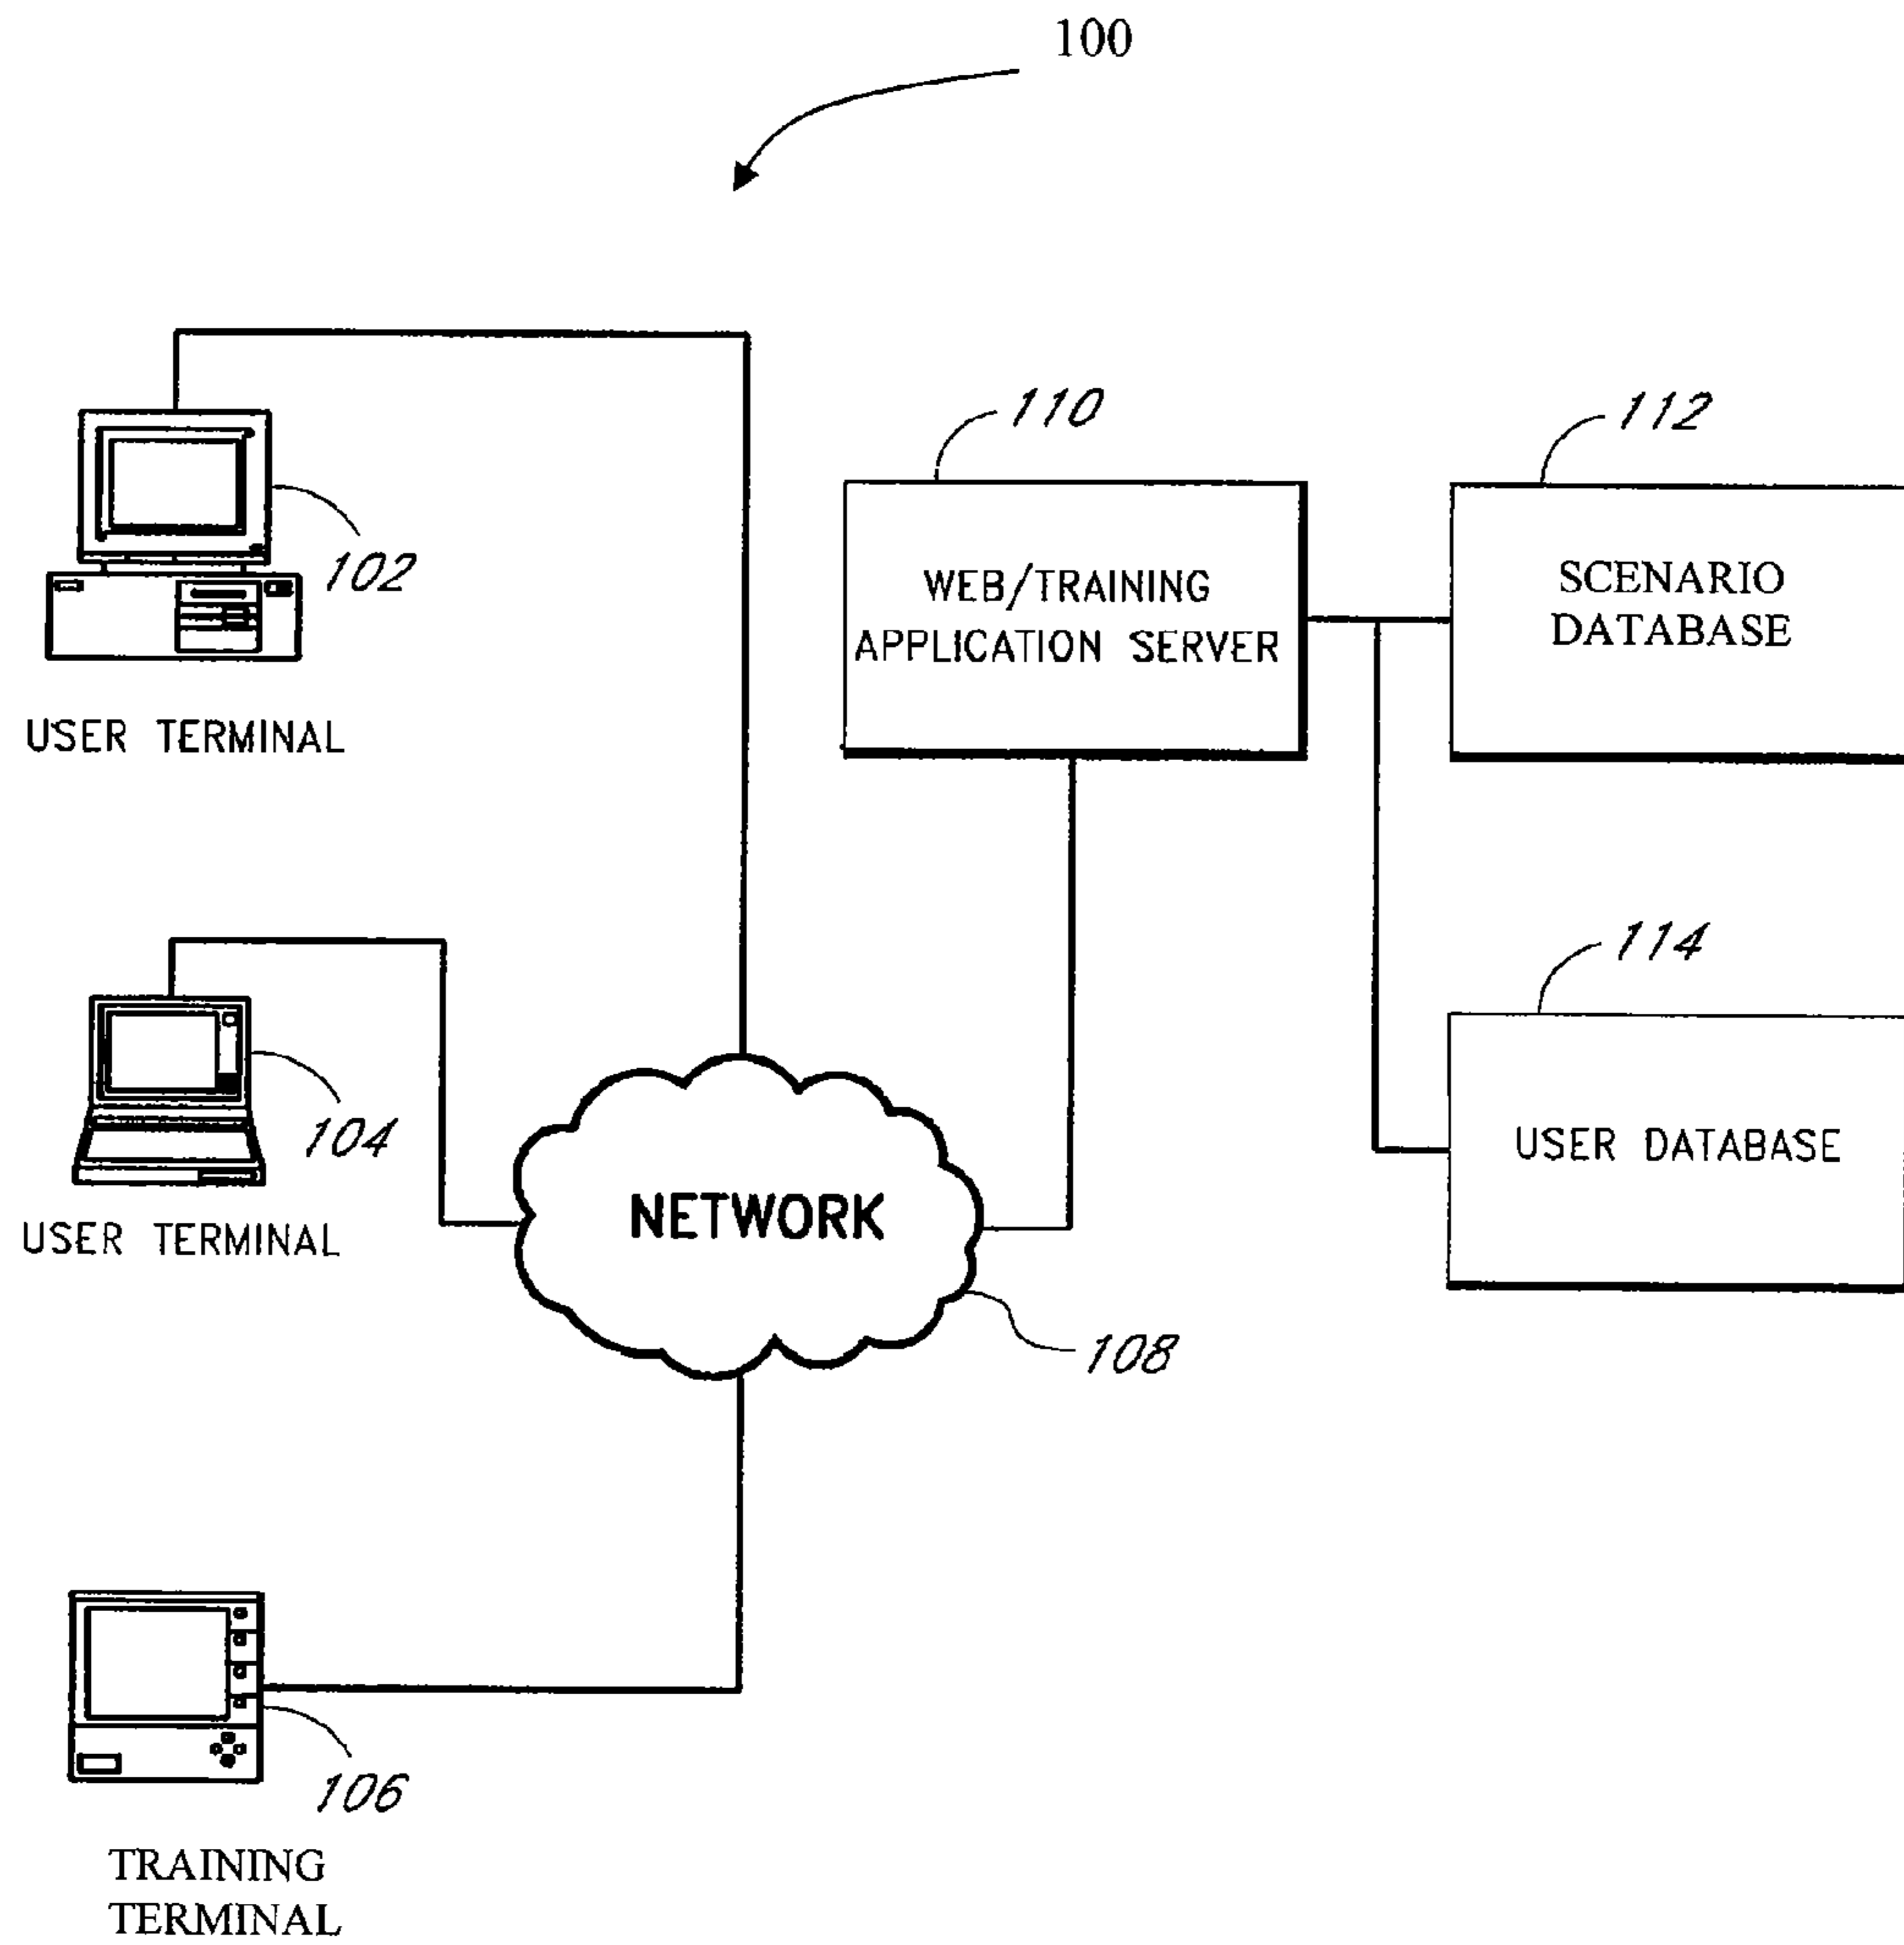 100
110
112
102
WEB/TRAINING
APPLICATION SERVER
SCENARIO
DATABASE
USER TERMINAL
114
104
USER DATABASE
USER TERMINAL
NETWORK
108
106
TRAINING
TERMINAL